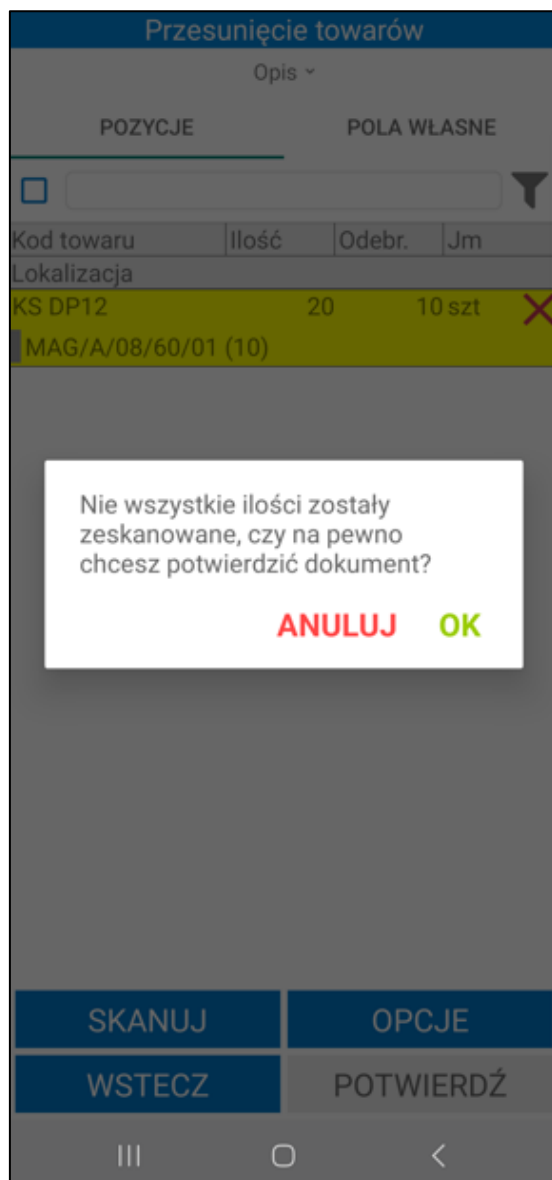 Przesunięcie towarów
Opis
POZYCJE POLA WŁASNE
Kod towaru Ilość Odebr. Jm
Lokalizacja
KS DP12 20 10 szt
MAG/A/08/60/01 (10)
Nie wszystkie ilości zostały
zeskanowane, czy na pewno
chcesz potwierdzić dokument?
ANULUJ OK
SKANUJ OPCJE
WSTECZ POTWIERDŹ